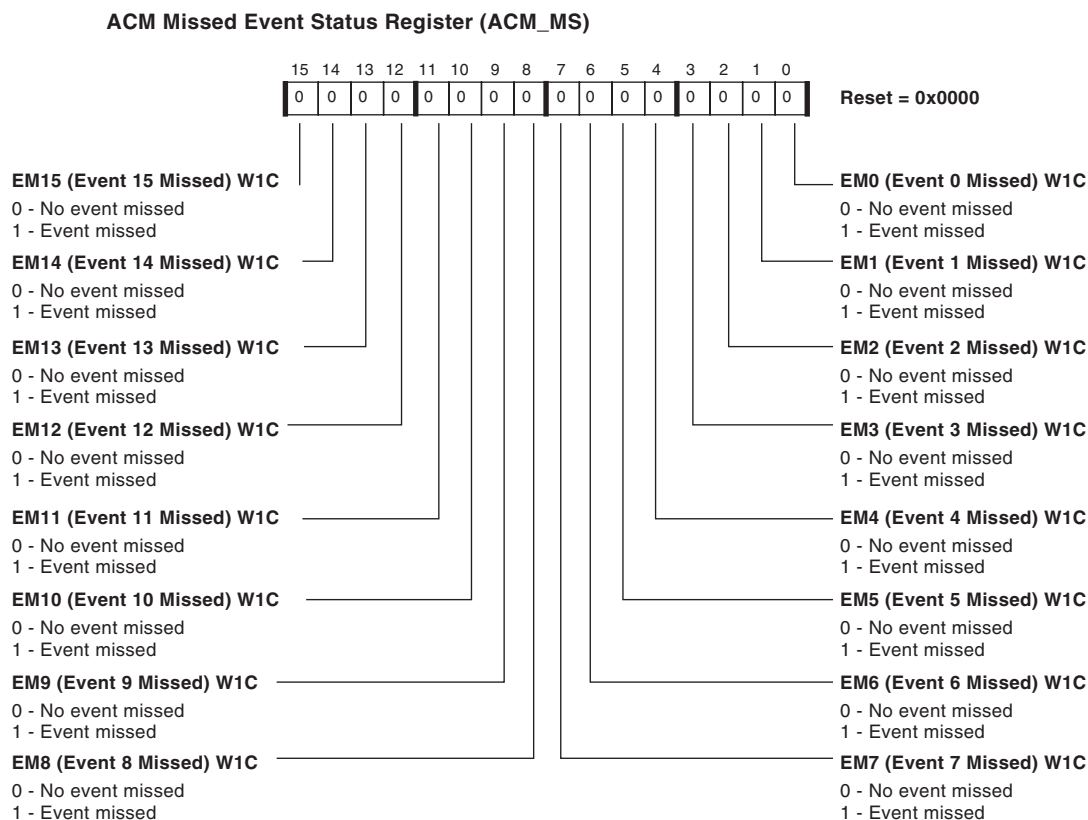 ACM Missed Event Status Register (ACM_MS)
15 14 13 12 11 10 9 8 7 6 5 4 3 2 1 0
0 0 0 0 0 0 0 0 0 0 0 0 0 0 0 0
Reset = 0x0000
EM15 (Event 15 Missed) W1C
0 - No event missed
1 - Event missed
EM14 (Event 14 Missed) W1C
0 - No event missed
1 - Event missed
EM13 (Event 13 Missed) W1C
0 - No event missed
1 - Event missed
EM12 (Event 12 Missed) W1C
0 - No event missed
1 - Event missed
EM11 (Event 11 Missed) W1C
0 - No event missed
1 - Event missed
EM10 (Event 10 Missed) W1C
0 - No event missed
1 - Event missed
EM9 (Event 9 Missed) W1C
0 - No event missed
1 - Event missed
EM8 (Event 8 Missed) W1C
0 - No event missed
1 - Event missed
EM0 (Event 0 Missed) W1C
0 - No event missed
1 - Event missed
EM1 (Event 1 Missed) W1C
0 - No event missed
1 - Event missed
EM2 (Event 2 Missed) W1C
0 - No event missed
1 - Event missed
EM3 (Event 3 Missed) W1C
0 - No event missed
1 - Event missed
EM4 (Event 4 Missed) W1C
0 - No event missed
1 - Event missed
EM5 (Event 5 Missed) W1C
0 - No event missed
1 - Event missed
EM6 (Event 6 Missed) W1C
0 - No event missed
1 - Event missed
EM7 (Event 7 Missed) W1C
0 - No event missed
1 - Event missed